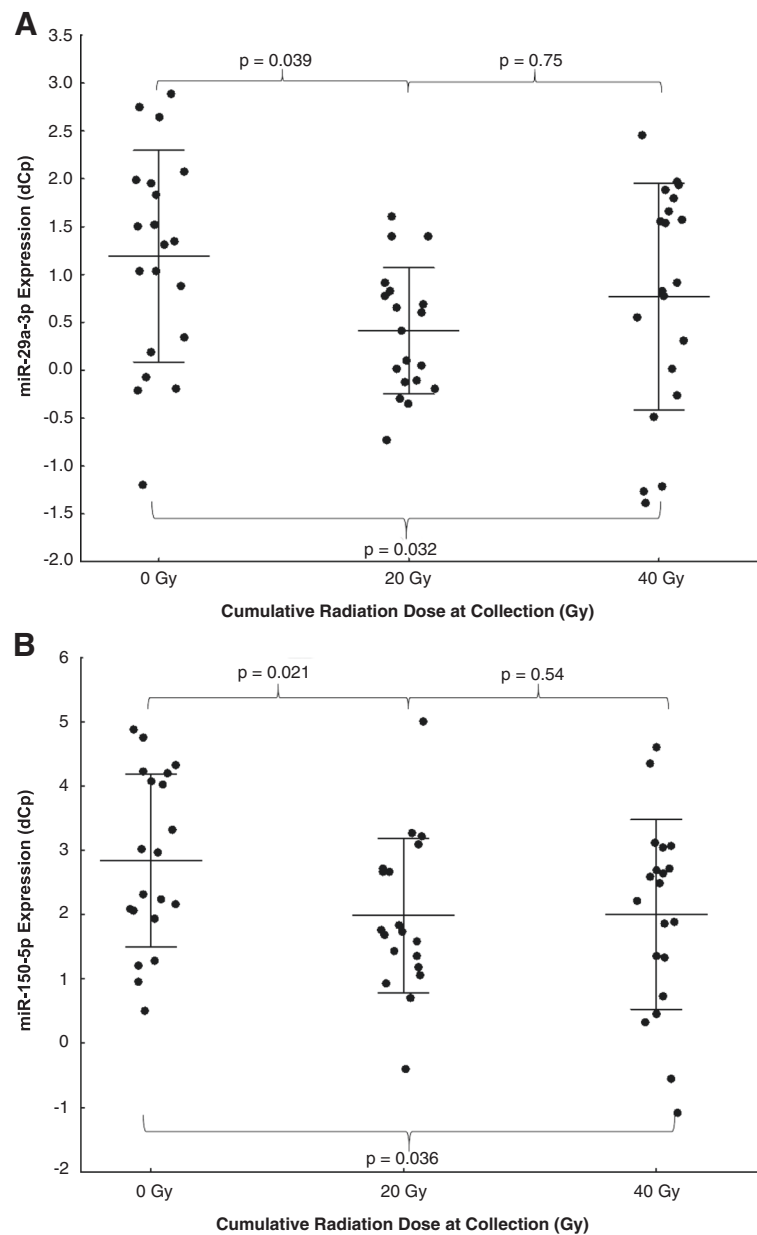 A
3.5
p = 0.039
p = 0.75
3.0
2.5
2.0
1.5
1.0
0.5
0.0
-0.5
-1.0
-1.5
-2.0
miR-29a-3p Expression (dCp)
p = 0.032
0 Gy
20 Gy
40 Gy
Cumulative Radiation Dose at Collection (Gy)
B
6
p = 0.021
p = 0.54
5
4
3
2
1
0
-1
-2
miR-150-5p Expression (dCp)
p = 0.036
0 Gy
20 Gy
40 Gy
Cumulative Radiation Dose at Collection (Gy)